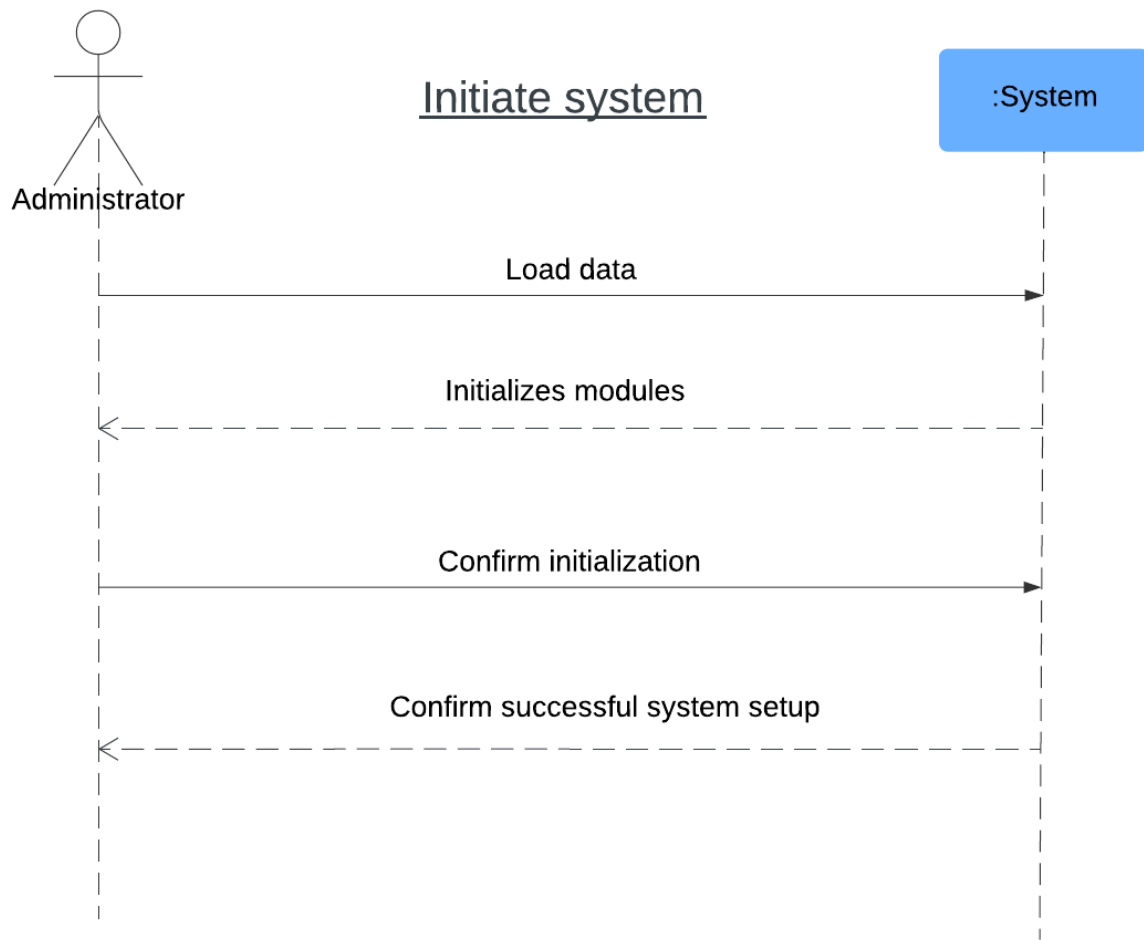 Initiate system
:System
Administrator
Load data
Initializes modules
Confirm initialization
Confirm successful system setup